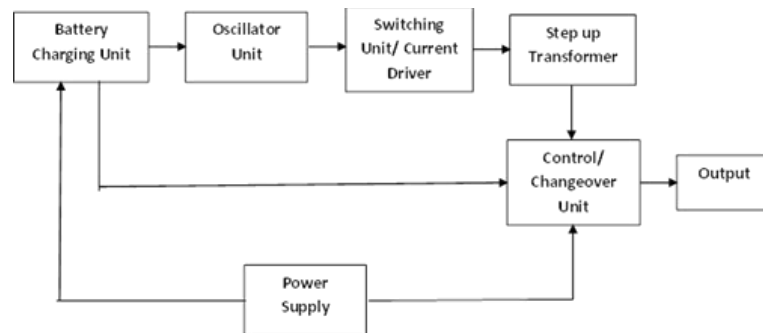 Battery
Charging Unit
Oscillator
Unit
Switching
Unit/ Current
Driver
Step up
Transformer
Control/
Changeover
Unit
Output
Power
Supply